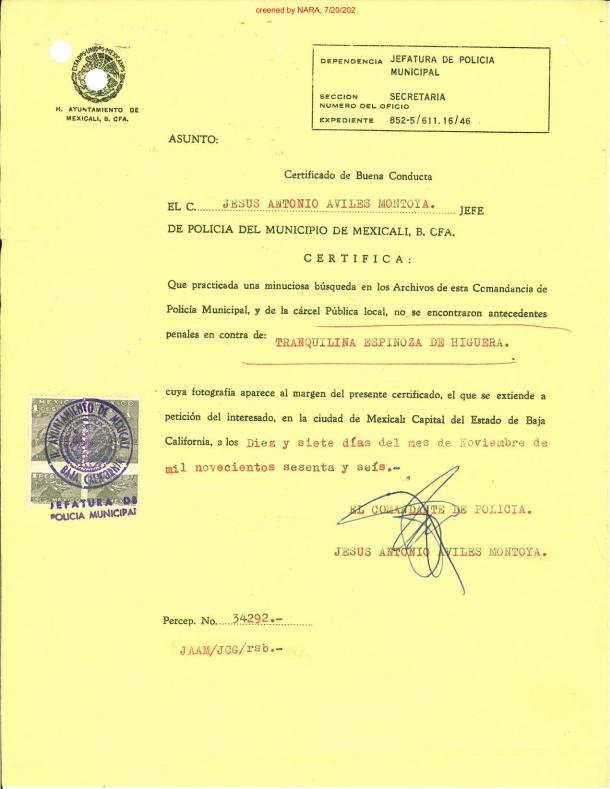 creened by NARA, 7/20/202
ESTADOS UNIDOS MEXICANOS
H. AYUNTAMIENTO DE
MEXICALI, B. CFA.
DEPENDENCIA JEFATURA DE POLICIA
MUNICIPAL
SECCION SECRETARIA
NUMERO DEL OFICIO
EXPEDIENTE 852-5/611.16/46
ASUNTO:
Certificado de Buena Conducta
EL C. JESUS ANTONIO AVILES MONTOYA. JEFE
DE POLICIA DEL MUNICIPIO DE MEXICALI, B. CFA.
CERTIFICA:
Que practicada una minuciosa búsqueda en los Archivos de esta Comandancia de
Policía Municipal, y de la cárcel Pública local, no se encontraron antecedentes
penales en contra de: TRANQUILINA ESPINOZA DE HIGUERA.
cuya fotografía aparece al margen del presente certificado, el que se extiende a
petición del interesado, en la ciudad de Mexicali Capital del Estado de Baja
California, a los Diez y siete días del mes de Noviembre de
mil novecientos sesenta y seís.-
H. AYUNTAMIENTO DE MEXICALI
BAJA CALIFORNIA
JEFATURA DE
POLICIA MUNICIPAL
EL COMANDANTE DE POLICIA.
JESUS ANTONIO AVILES MONTOYA.
Percep. No. 34292.-
JAAM/JCG/rsb.-